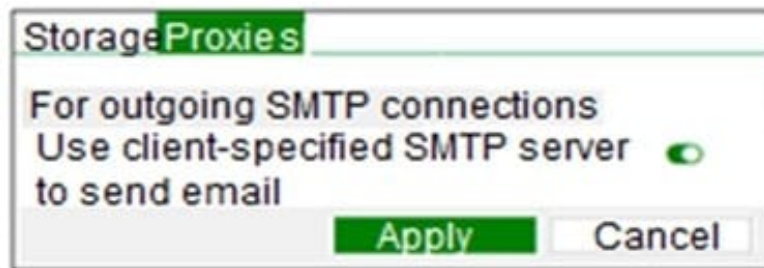 Storage Proxies
For outgoing SMTP connections
Use client-specified SMTP server
to send email
Apply Cancel